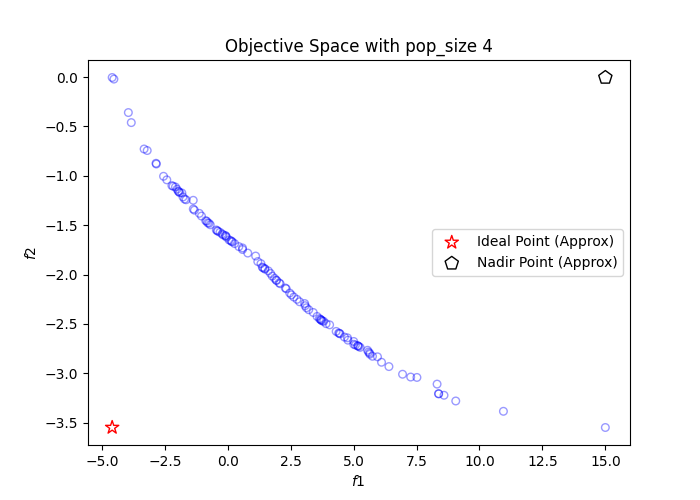 Objective Space with pop_size 4
0.0
−0.5
−1.0
−1.5
−2.0
−2.5
−3.0
−3.5
f2
Ideal Point (Approx)
Nadir Point (Approx)
−5.0 −2.5 0.0 2.5 5.0 7.5 10.0 12.5 15.0
f1